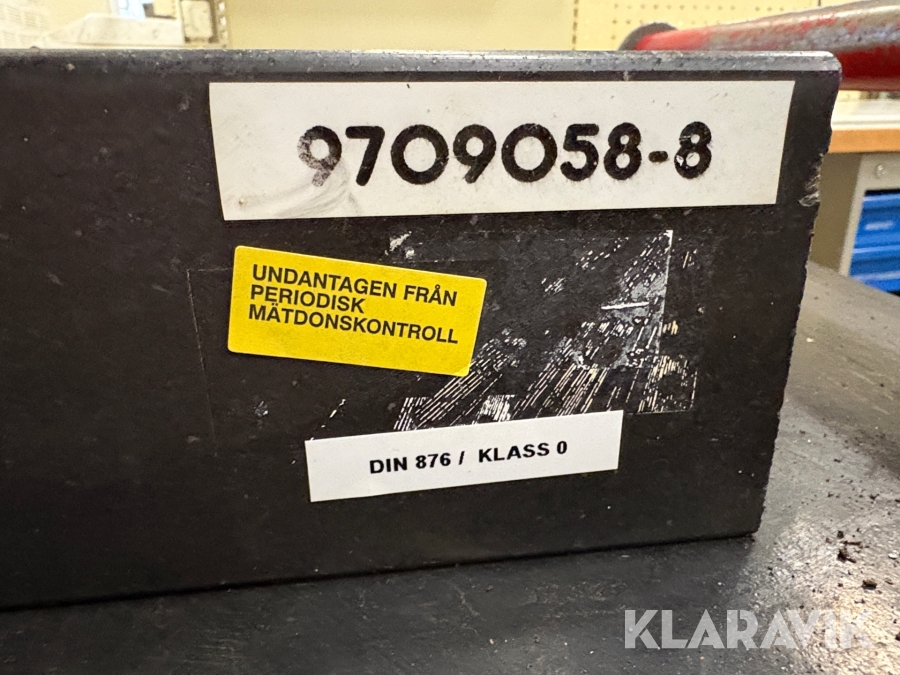 9709058-8
UNDANTAGEN FRÅN
PERIODISK
MÄTDONSKONTROLL
DIN 876 / KLASS 0
KLARAVIK